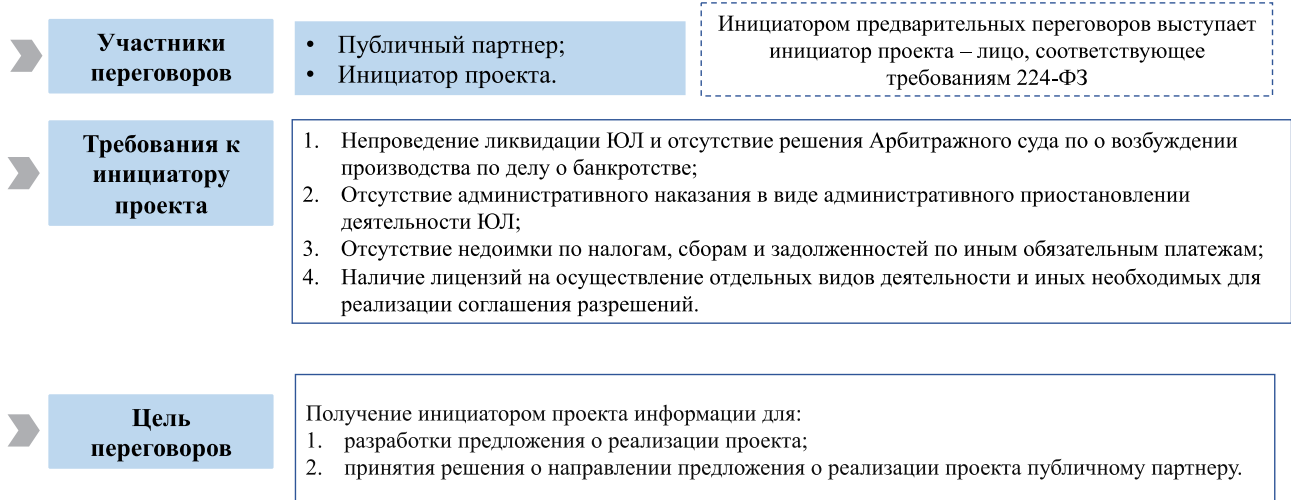 Участники
переговоров
• Публичный партнер;
• Инициатор проекта.
Инициатором предварительных переговоров выступает
инициатор проекта – лицо, соответствующее
требованиям 224-ФЗ
Требования к
инициатору
проекта
1. Непроведение ликвидации ЮЛ и отсутствие решения Арбитражного суда по о возбуждении
производства по делу о банкротстве;
2. Отсутствие административного наказания в виде административного приостановлении
деятельности ЮЛ;
3. Отсутствие недоимки по налогам, сборам и задолженностей по иным обязательным платежам;
4. Наличие лицензий на осуществление отдельных видов деятельности и иных необходимых для
реализации соглашения разрешений.
Цель
переговоров
Получение инициатором проекта информации для:
1. разработки предложения о реализации проекта;
2. принятия решения о направлении предложения о реализации проекта публичному партнеру.